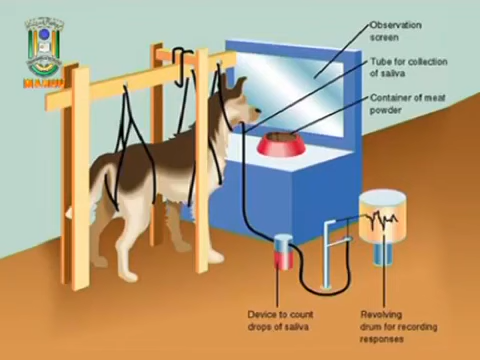 Observation
screen
Tube for collection
of saliva
Container of meat
powder
Device to count
drops of saliva
Revolving
drum for recording
responses